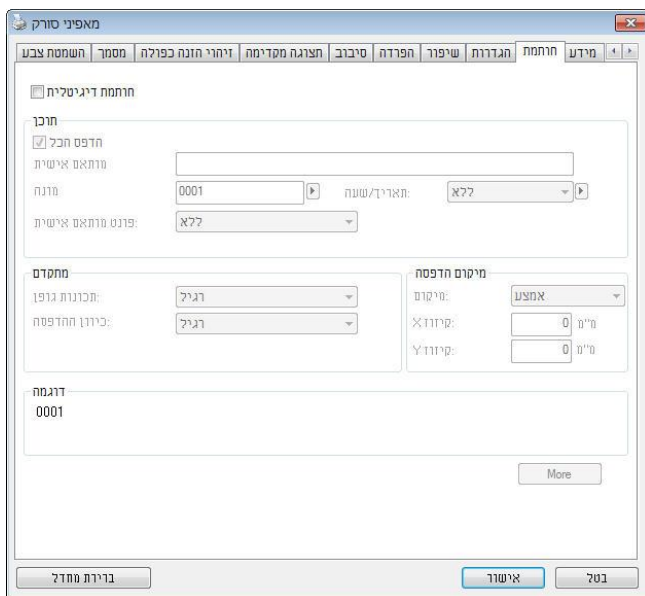 מאפיני סורק
השמטת צבע מסמך זיהוי הזנה כפולה תצוגה מקדימה סיבוב הפרדה שיפור הגדרות חותמת מידע
חותמת דיגיטלית
תוכן
הדפס הכל
מותאם אישית
מונה 0001 תאריך/שעה: ללא
פונט מותאם אישית: ללא
מתקדם
תכונות גופן: רגיל
כיוון ההדפסה: רגיל
מיקום הדפסה
מיקום: אמצע
קיזוז X: 0 מ"מ
קיזוז Y: 0 מ"מ
דוגמה
0001
More
ברירת מחדל אישור בטל